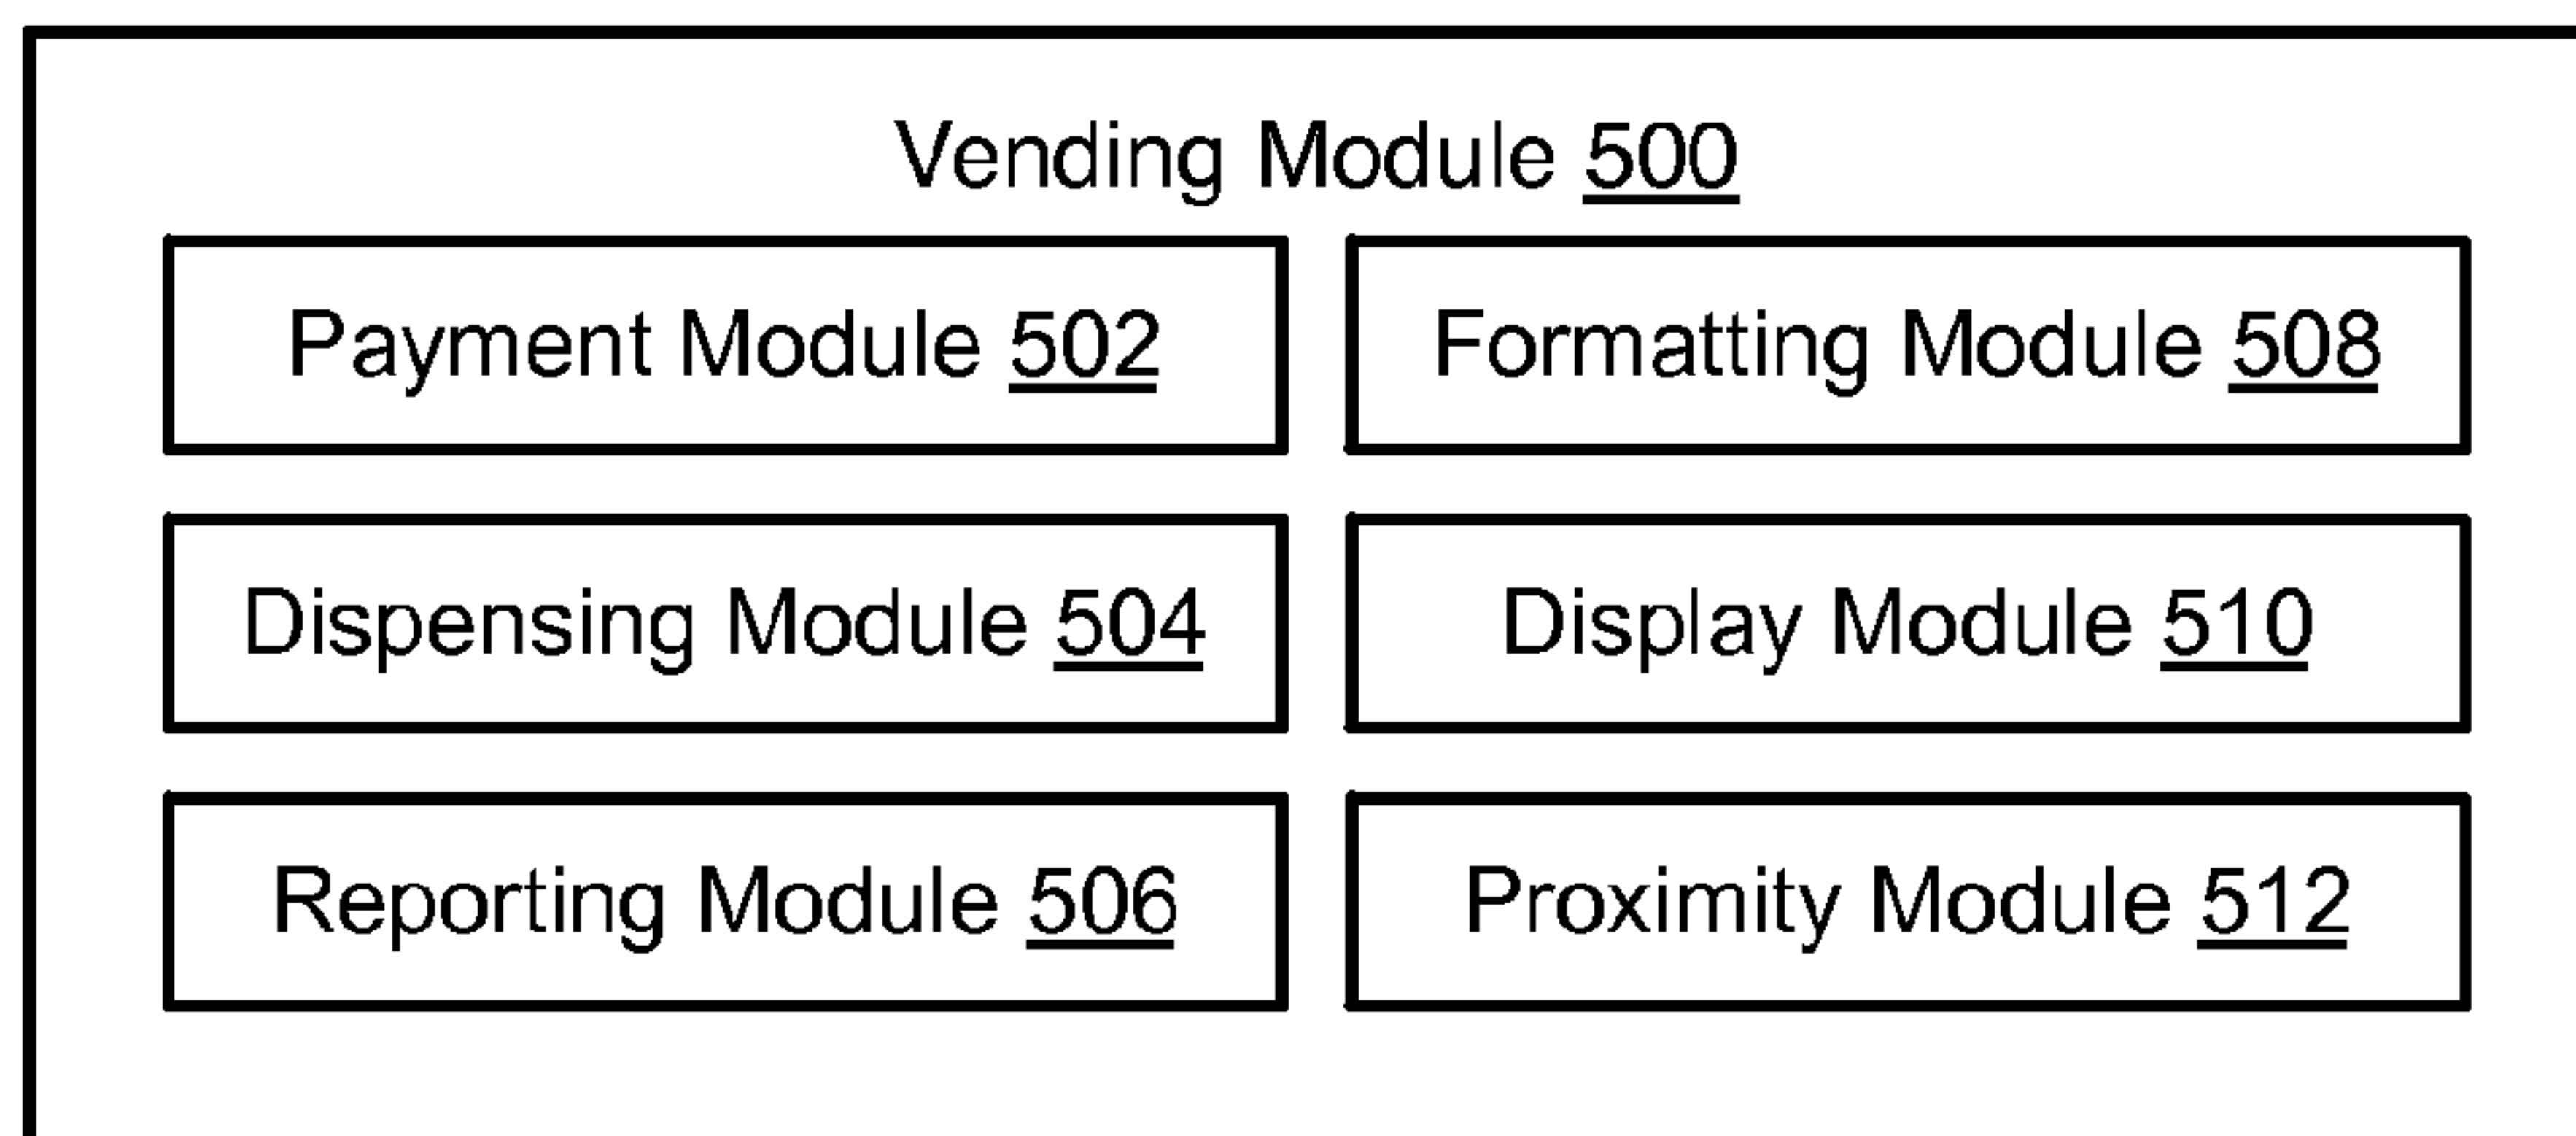 Vending Module 500
Payment Module 502
Formatting Module 508
Dispensing Module 504
Display Module 510
Reporting Module 506
Proximity Module 512